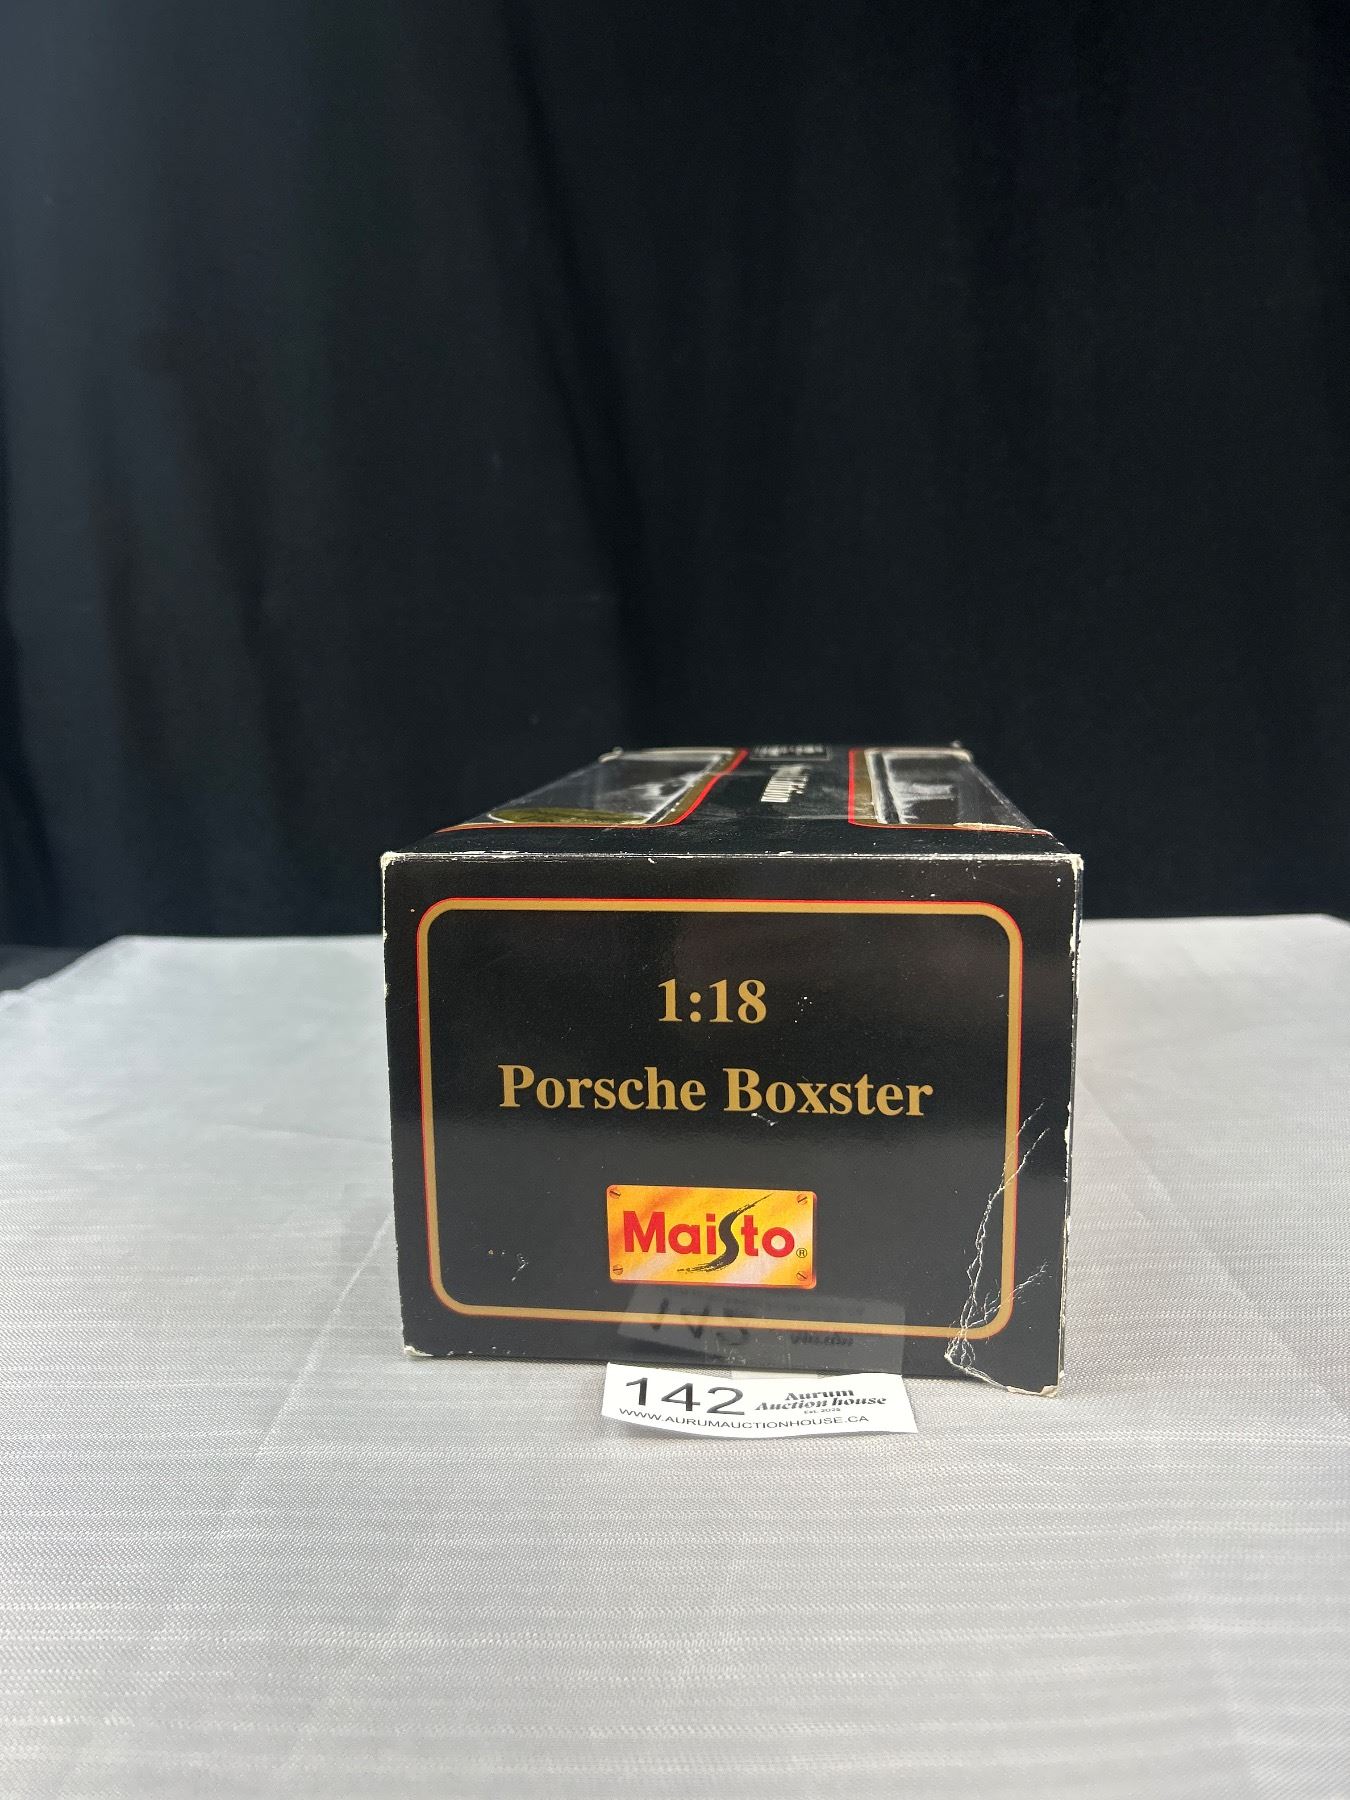 1:18
Porsche Boxster
Maisto®
142 Aurum
Auction house
WWW.AURUMAUCTIONHOUSE.CA